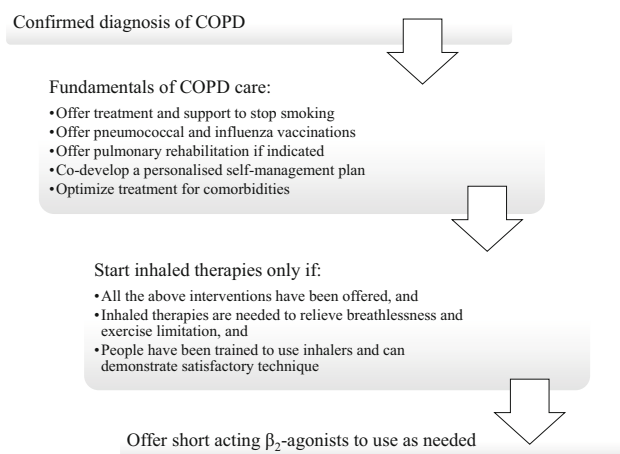 Confirmed diagnosis of COPD
Fundamentals of COPD care:
•Offer treatment and support to stop smoking
•Offer pneumococcal and influenza vaccinations
•Offer pulmonary rehabilitation if indicated
•Co-develop a personalised self-management plan
•Optimize treatment for comorbidities
Start inhaled therapies only if:
•All the above interventions have been offered, and
•Inhaled therapies are needed to relieve breathlessness and
exercise limitation, and
•People have been trained to use inhalers and can
demonstrate satisfactory technique
Offer short acting β₂-agonists to use as needed